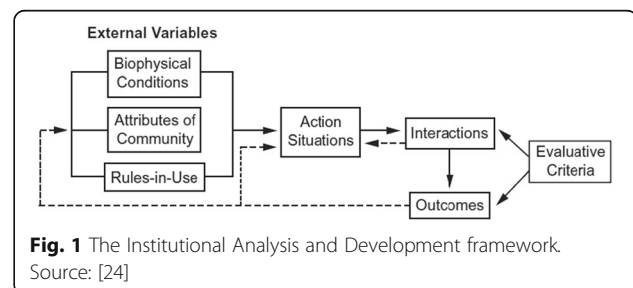 External Variables
Biophysical
Conditions
Attributes of
Community
Rules-in-Use
Action
Situations
Interactions
Outcomes
Evaluative
Criteria
Fig. 1 The Institutional Analysis and Development framework.
Source: [24]